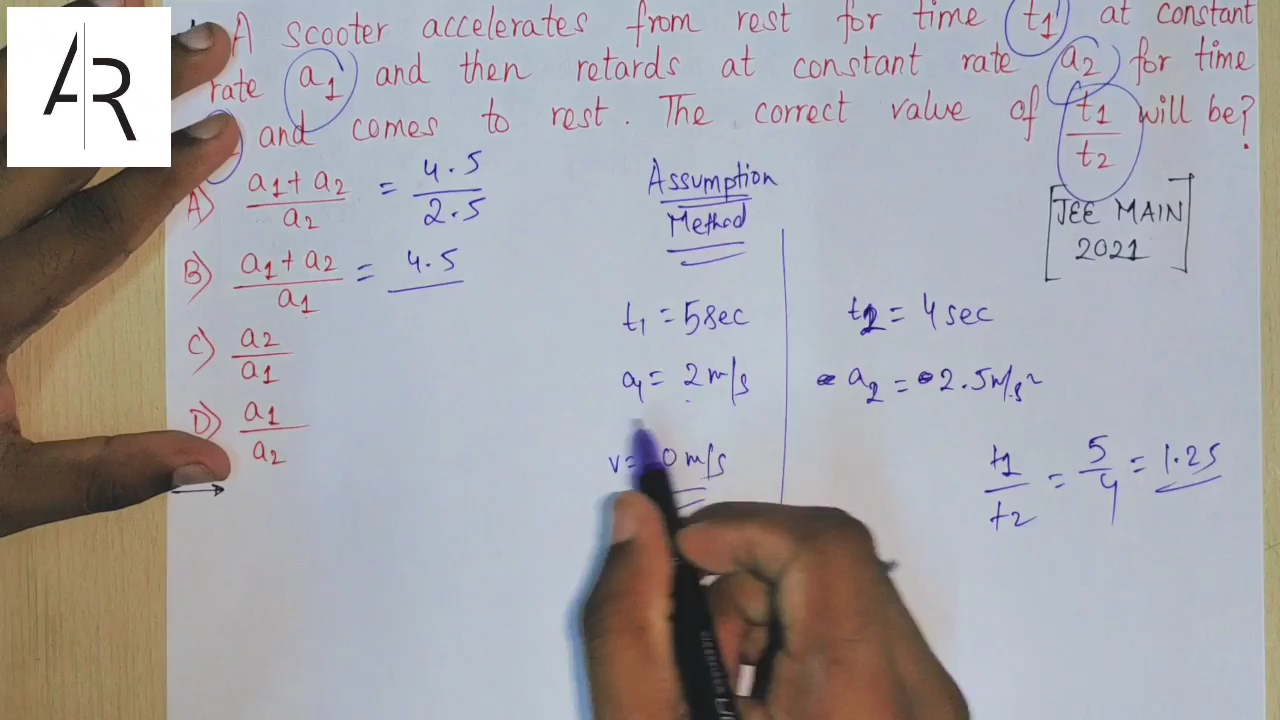 AR
A scooter accelerates from rest for time t1 at constant
rate a1 and then retards at constant rate a2 for time
and comes to rest. The correct value of t1/t2 will be?
A) a1 + a2 / a2 = 4.5 / 2.5
B) a1 + a2 / a1 = 4.5
C) a2 / a1
D) a1 / a2
Assumption
Method
[JEE MAIN
2021]
t1 = 5sec
a1 = 2m/s
0m/s
t2 = 4sec
a2 = 2.5m/s²
t1/t2 = 5/4 = 1.25